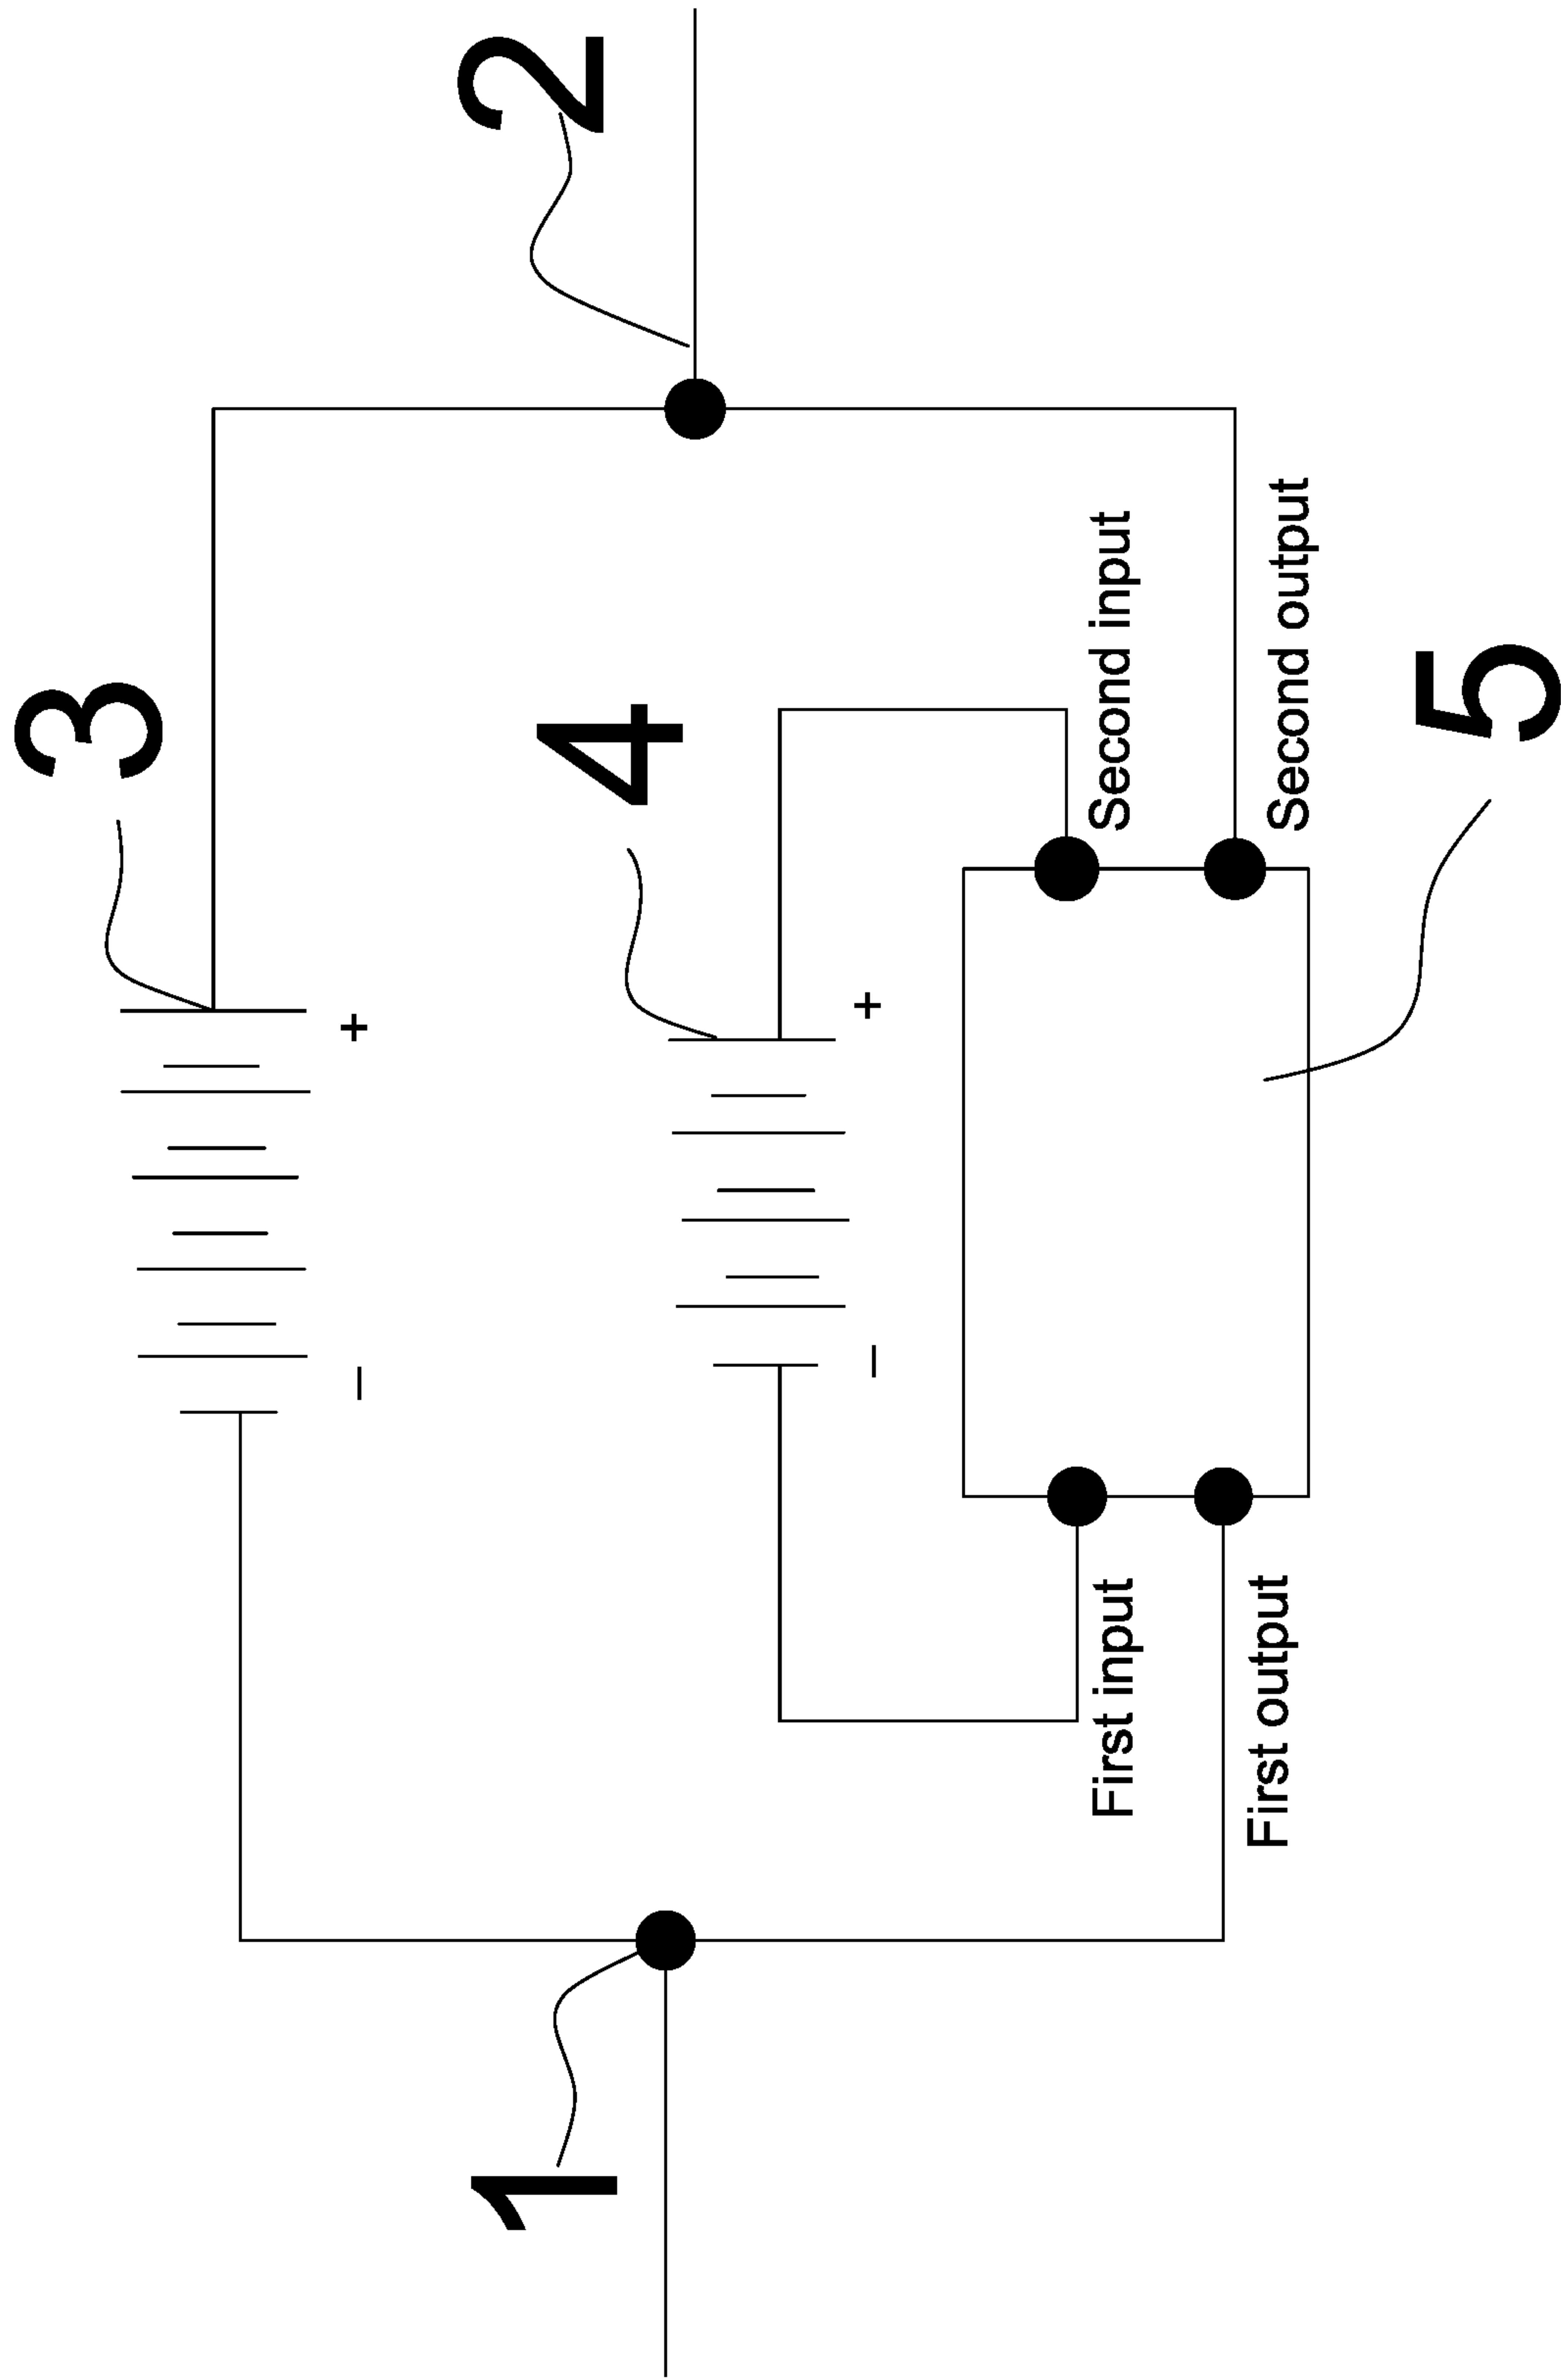 3
+
−
2
4
+
−
1
First input
Second input
First output
Second output
5